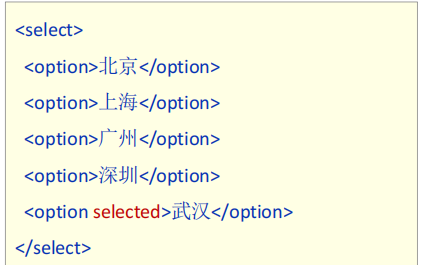 <select>
<option>北京</option>
<option>上海</option>
<option>广州</option>
<option>深圳</option>
<option selected>武汉</option>
</select>